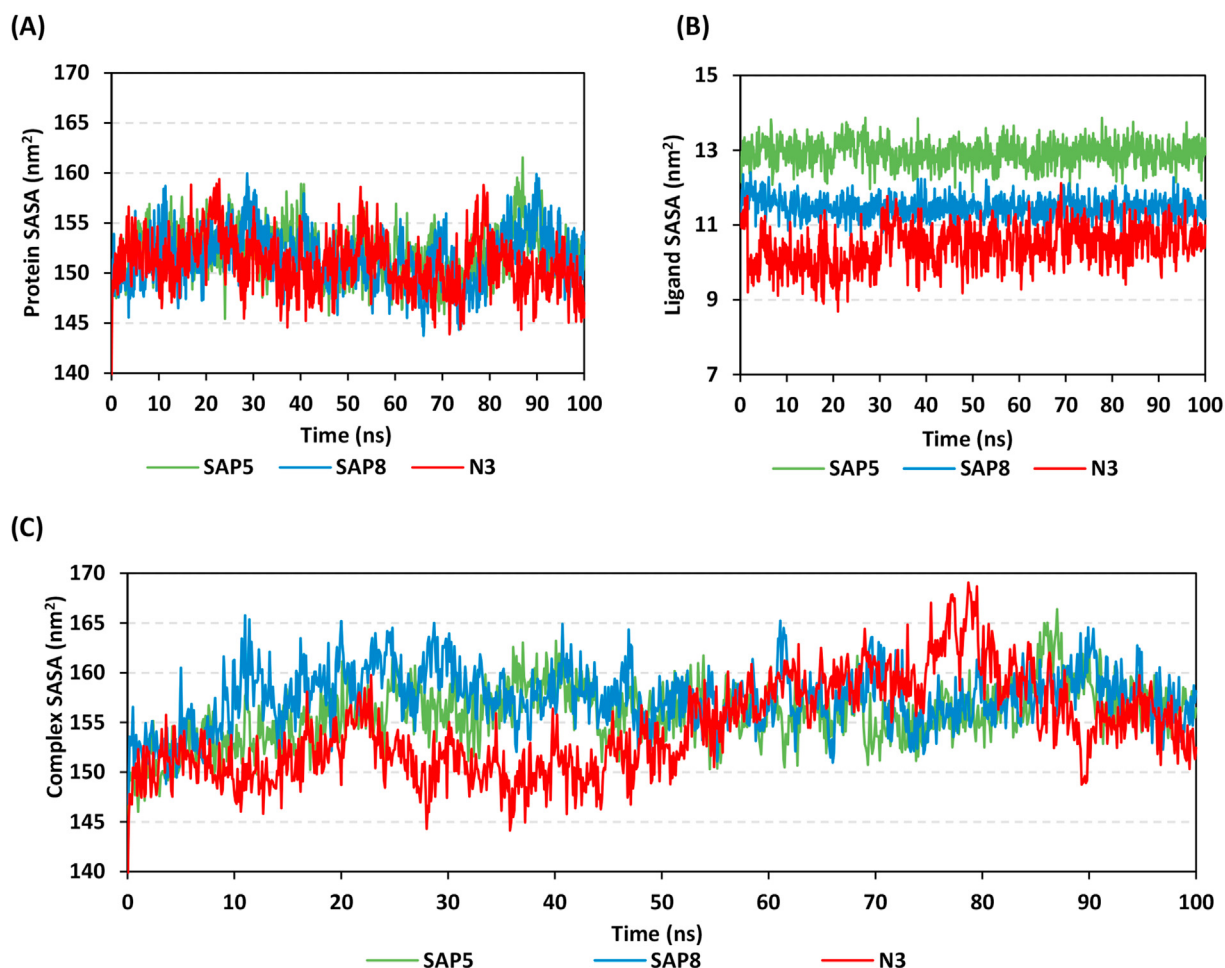 (A)
Protein SASA (nm²)
170
165
160
155
150
145
140
0 10 20 30 40 50 60 70 80 90 100
Time (ns)
SAP5 SAP8 N3
(B)
Ligand SASA (nm²)
15
13
11
9
7
0 10 20 30 40 50 60 70 80 90 100
Time (ns)
SAP5 SAP8 N3
(C)
Complex SASA (nm²)
170
165
160
155
150
145
140
0 10 20 30 40 50 60 70 80 90 100
Time (ns)
SAP5 SAP8 N3